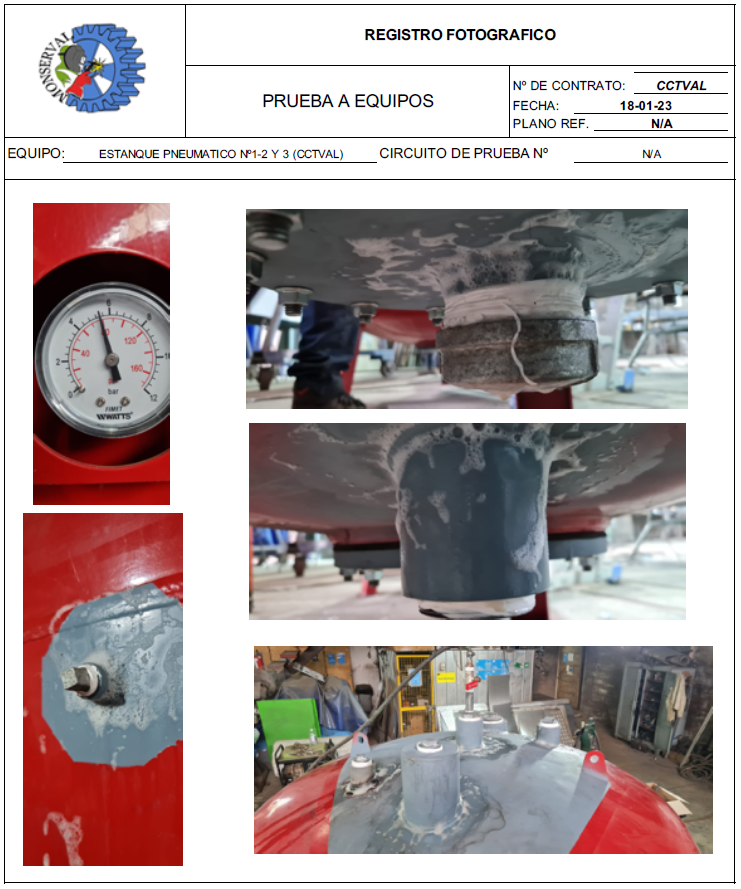 MONSERVAL
REGISTRO FOTOGRAFICO
PRUEBA A EQUIPOS
Nº DE CONTRATO: CCTVAL
FECHA: 18-01-23
PLANO REF. N/A
EQUIPO: ESTANQUE PNEUMATICO Nº1-2 Y 3 (CCTVAL) CIRCUITO DE PRUEBA Nº N/A
0 2 4 6 8 10 12
40 80 120 160
bar
WATTS